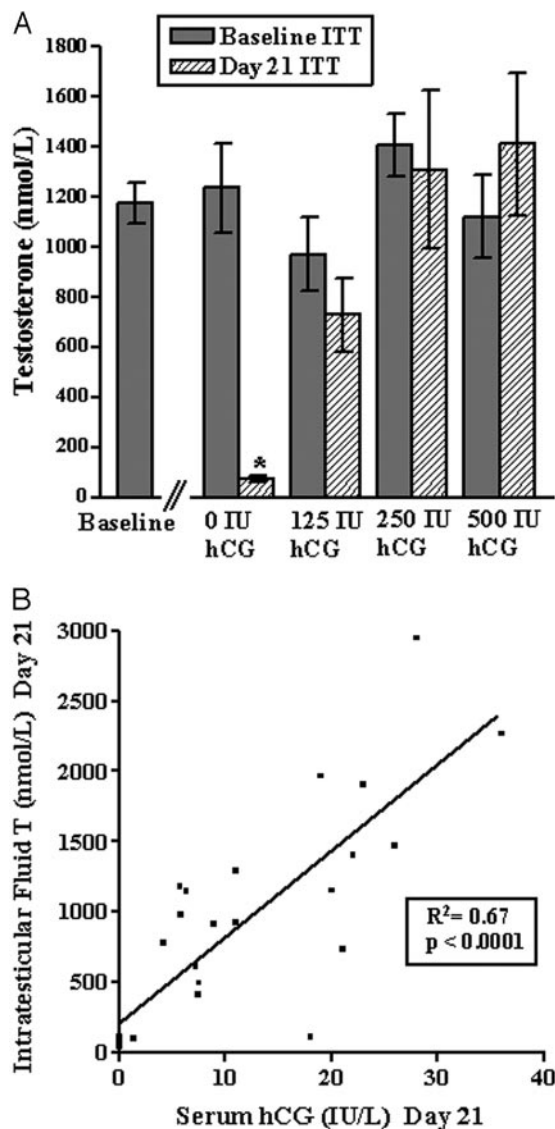 A
Baseline ITT
Day 21 ITT
Testosterone (nmol/L)
1800
1600
1400
1200
1000
800
600
400
200
0
*
Baseline // 0 IU 125 IU 250 IU 500 IU
hCG hCG hCG hCG
B
Intratesticular Fluid T (nmol/L) Day 21
3000
2500
2000
1500
1000
500
0
R²= 0.67
p < 0.0001
0 10 20 30 40
Serum hCG (IU/L) Day 21